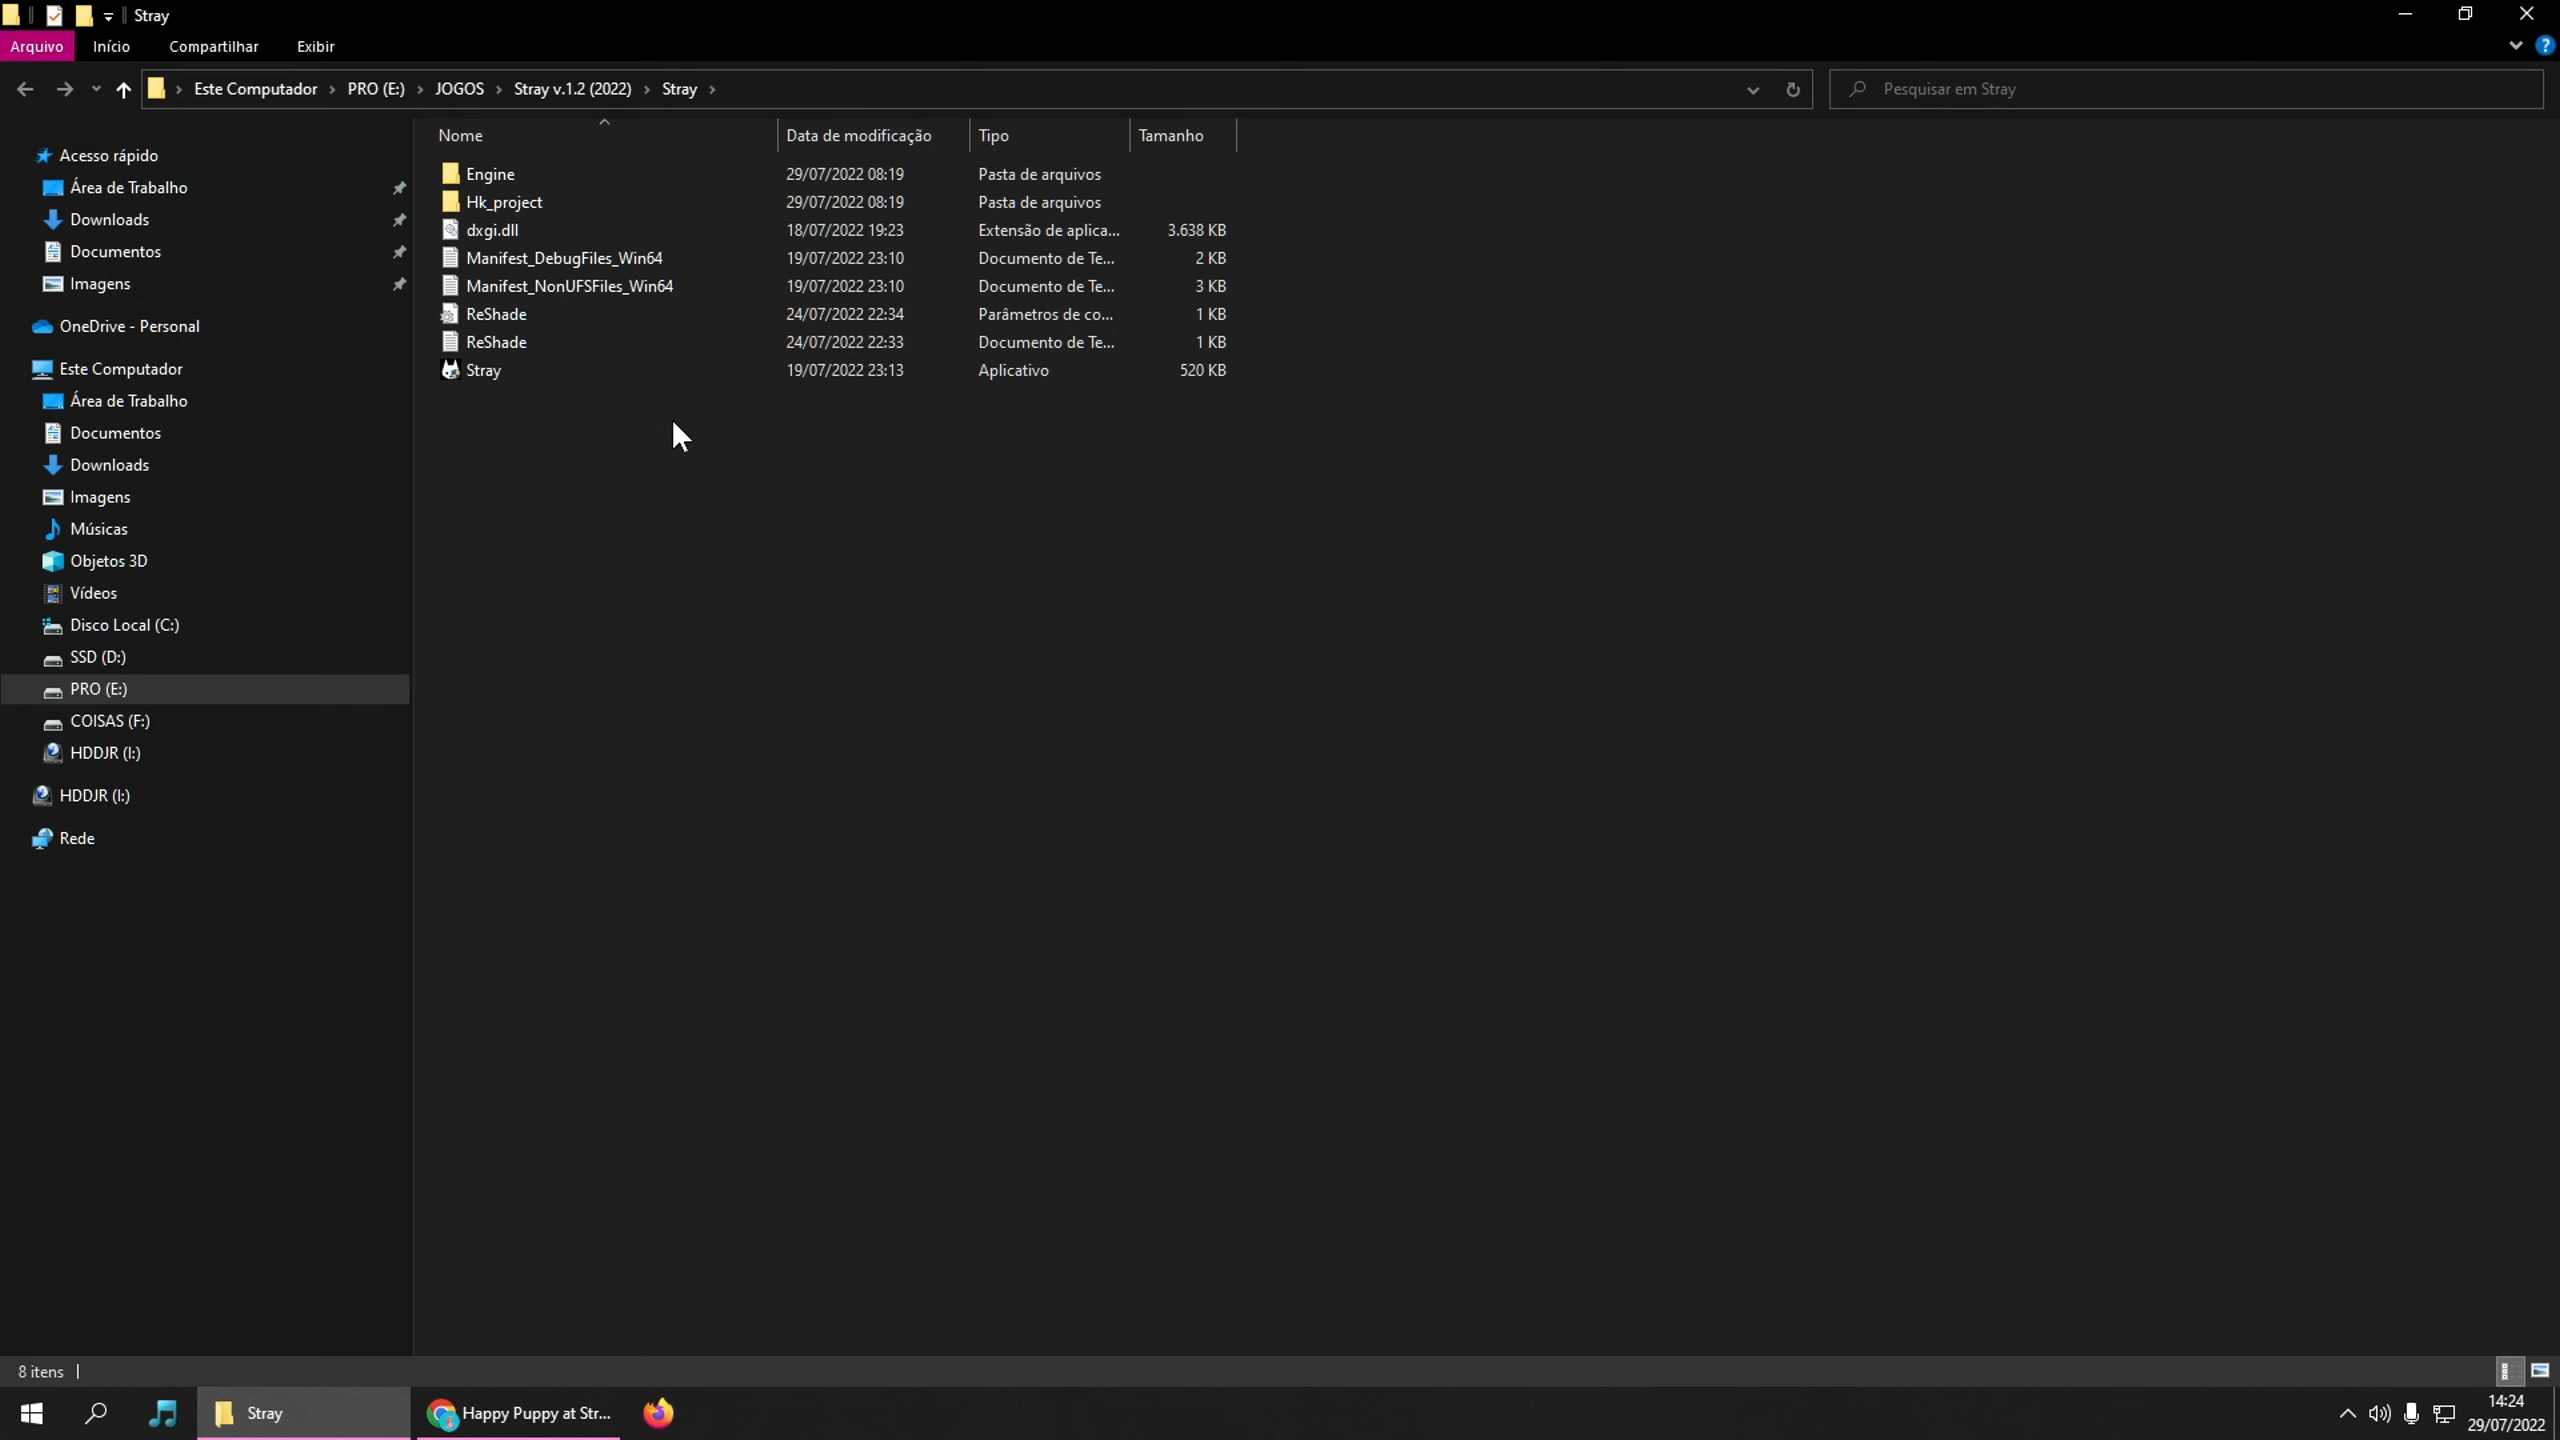 Stray
Arquivo Início Compartilhar Exibir
Este Computador PRO (E:) JOGOS Stray v.1.2 (2022) Stray
Pesquisar em Stray
Nome Data de modificação Tipo Tamanho
Engine 29/07/2022 08:19 Pasta de arquivos
Hk_project 29/07/2022 08:19 Pasta de arquivos
dxgi.dll 18/07/2022 19:23 Extensão de aplica... 3.638 KB
Manifest_DebugFiles_Win64 19/07/2022 23:10 Documento de Te... 2 KB
Manifest_NonUFSFiles_Win64 19/07/2022 23:10 Documento de Te... 3 KB
ReShade 24/07/2022 22:34 Parâmetros de co... 1 KB
ReShade 24/07/2022 22:33 Documento de Te... 1 KB
Stray 19/07/2022 23:13 Aplicativo 520 KB
Acesso rápido
Área de Trabalho
Downloads
Documentos
Imagens
OneDrive - Personal
Este Computador
Área de Trabalho
Documentos
Downloads
Imagens
Músicas
Objetos 3D
Vídeos
Disco Local (C:)
SSD (D:)
PRO (E:)
COISAS (F:)
HDDJR (I:)
HDDJR (I:)
Rede
8 itens
Stray
Happy Puppy at Str...
14:24
29/07/2022